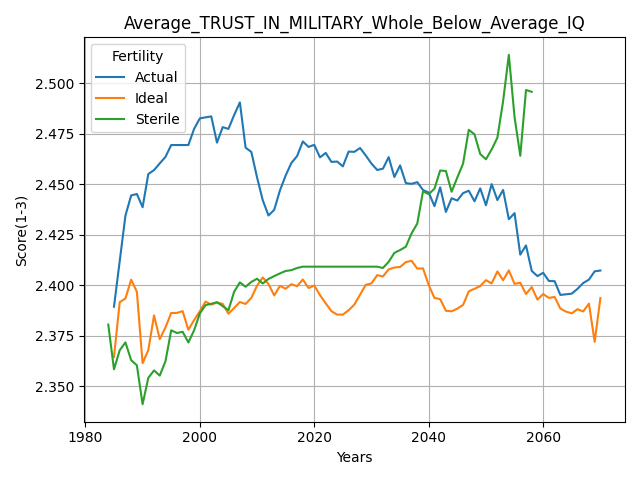 Average_TRUST_IN_MILITARY_Whole_Below_Average_IQ
Fertility
Actual
Ideal
Sterile
Score(1-3)
2.500
2.475
2.450
2.425
2.400
2.375
2.350
1980
2000
2020
2040
2060
Years